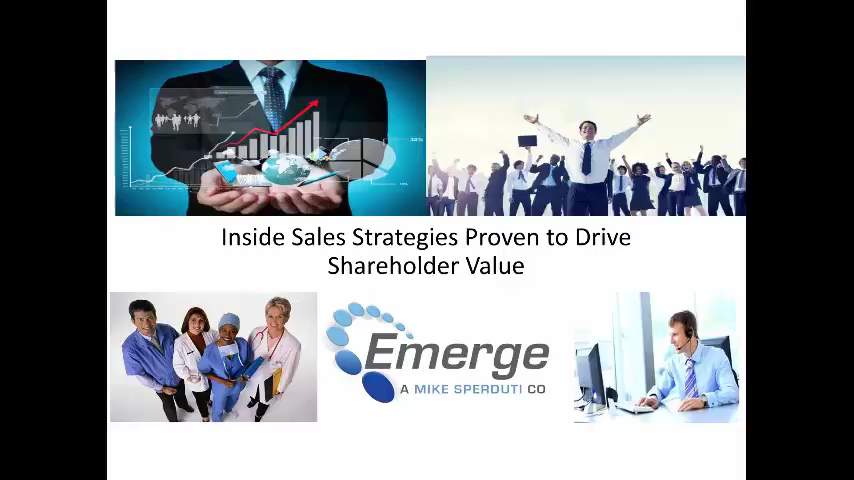 Inside Sales Strategies Proven to Drive
Shareholder Value
Emerge
A MIKE SPERDUTI CO